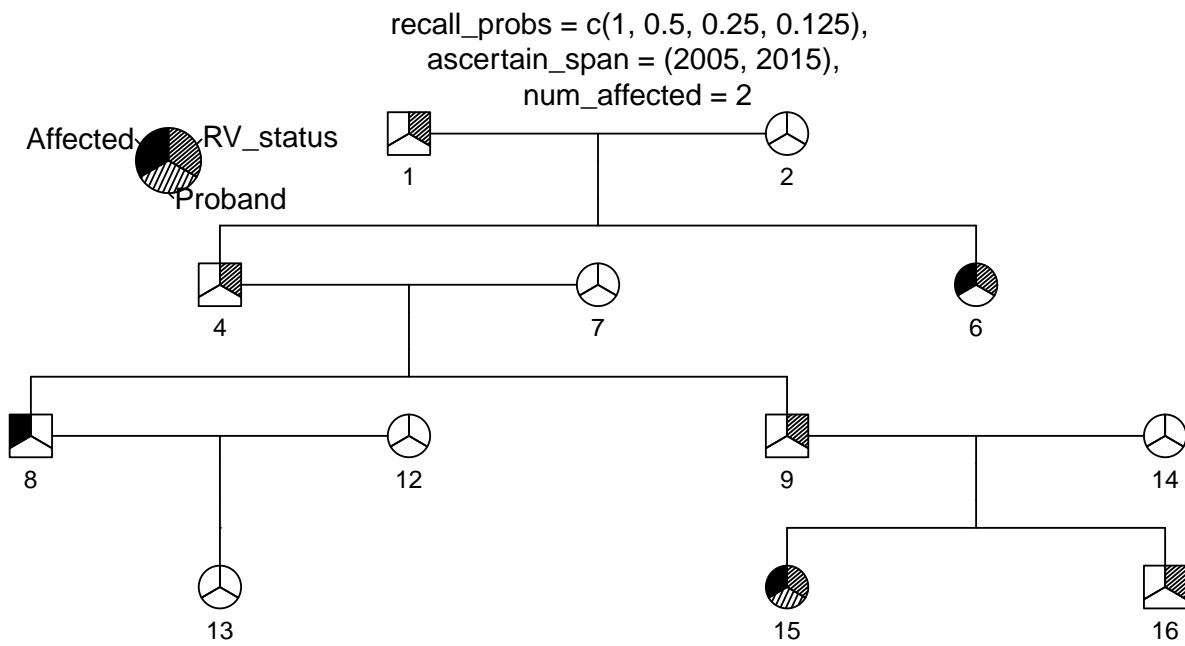 recall_probs = c(1, 0.5, 0.25, 0.125),
ascertain_span = (2005, 2015),
num_affected = 2
Affected
RV_status
Proband
1
2
4
7
6
8
12
9
14
13
15
16